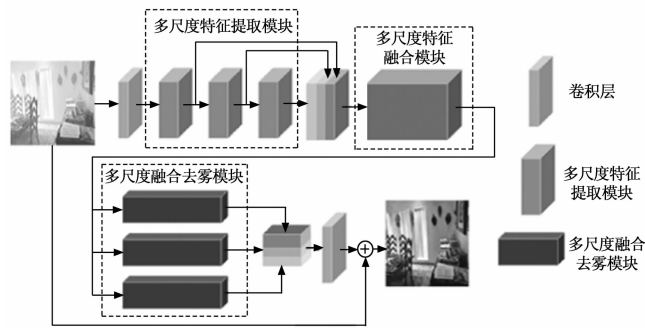 多尺度特征提取模块
多尺度特征
融合模块
卷积层
多尺度特征
提取模块
多尺度融合去雾模块
多尺度融合
去雾模块